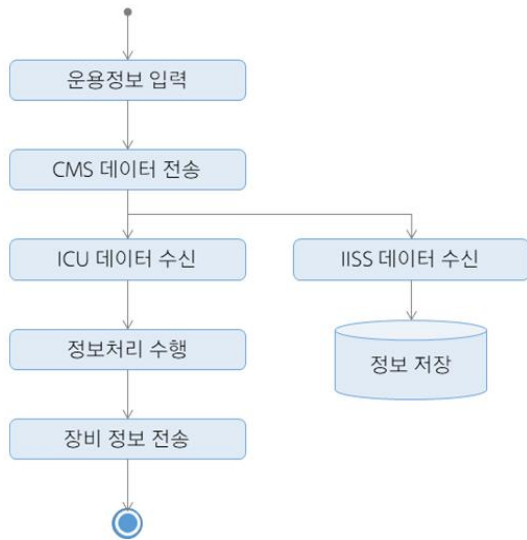 운용정보 입력
CMS 데이터 전송
ICU 데이터 수신
IISS 데이터 수신
정보처리 수행
정보 저장
장비 정보 전송